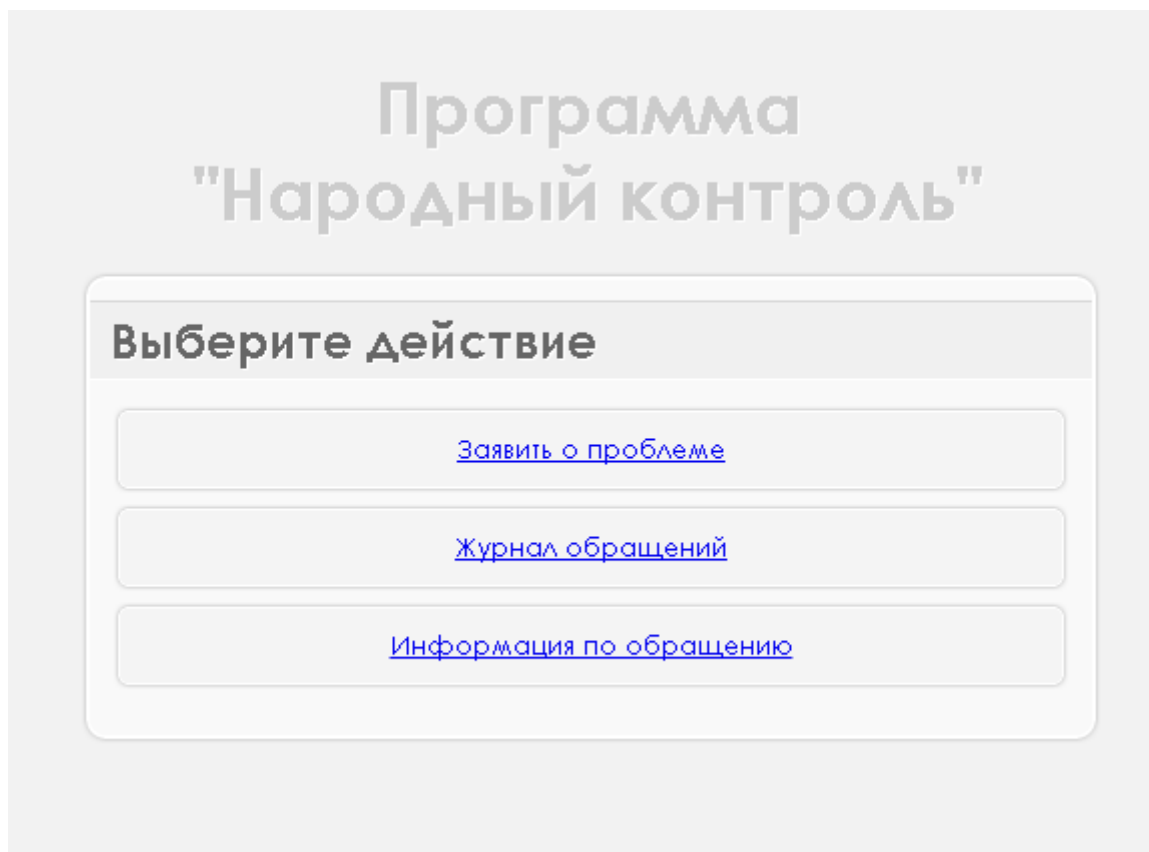 Программа
"Народный контроль"
Выберите действие
Заявить о проблеме
Журнал обращений
Информация по обращению